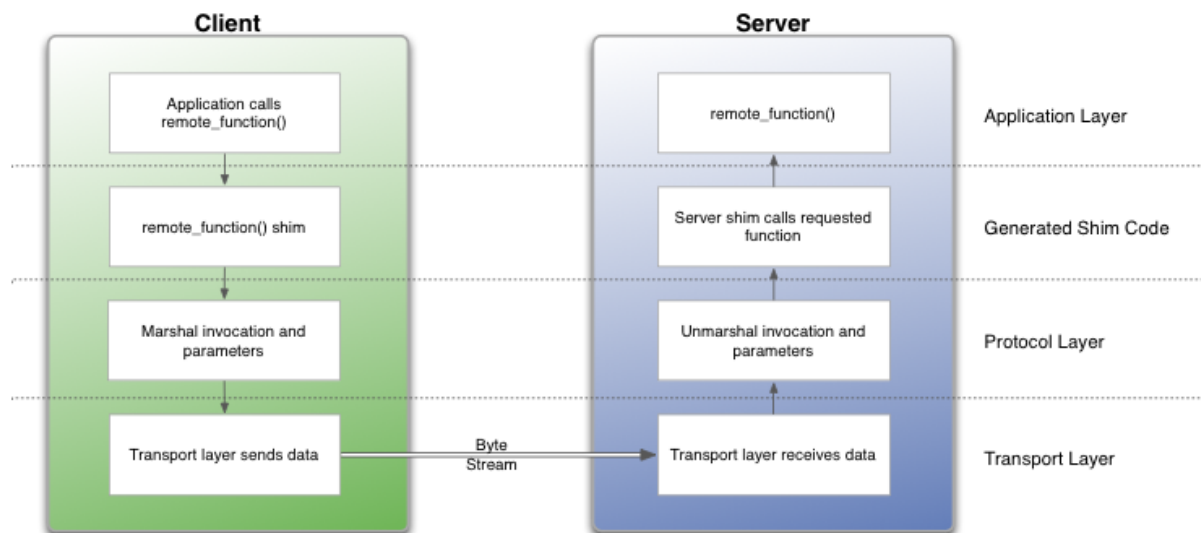 Client
Server
Application calls
remote_function()
remote_function()
Application Layer
remote_function() shim
Server shim calls requested
function
Generated Shim Code
Marshal invocation and
parameters
Unmarshal invocation and
parameters
Protocol Layer
Transport layer sends data
Byte
Stream
Transport layer receives data
Transport Layer